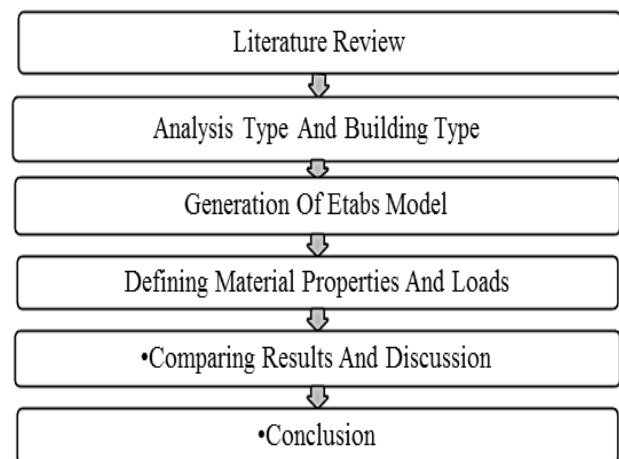 Literature Review
Analysis Type And Building Type
Generation Of Etabs Model
Defining Material Properties And Loads
•Comparing Results And Discussion
•Conclusion